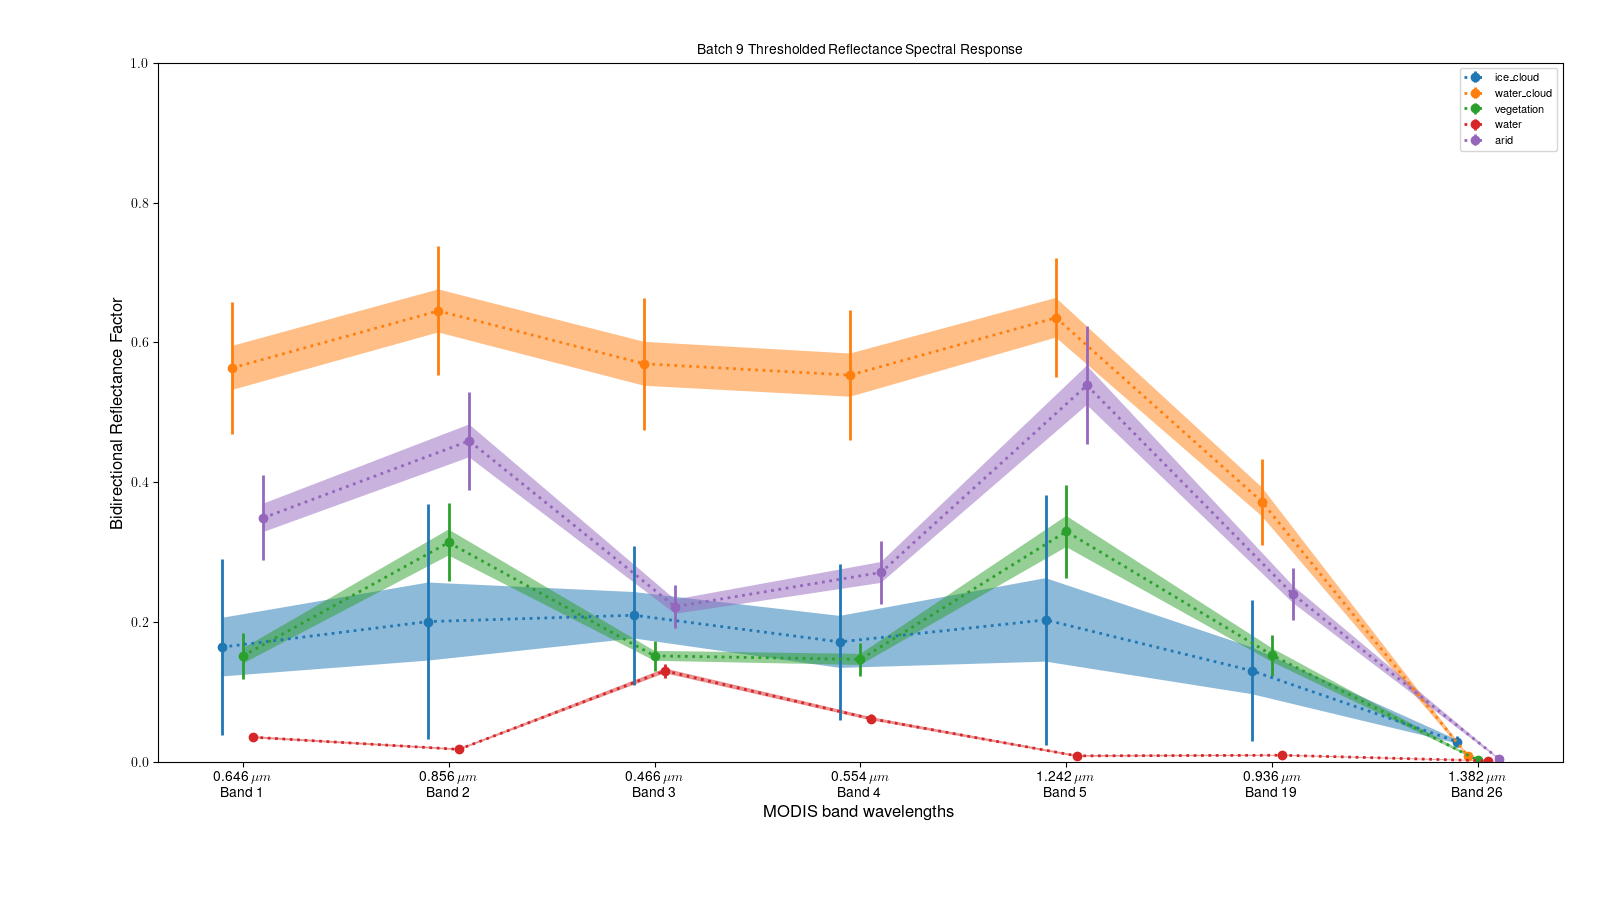 Batch 9 Thresholded Reflectance Spectral Response
1.0
0.8
0.6
0.4
0.2
0.0
Bidirectional Reflectance Factor
ice_cloud
water_cloud
vegetation
water
arid
0.646 μm 0.856 μm 0.466 μm 0.554 μm 1.242 μm 0.936 μm 1.382 μm
Band 1 Band 2 Band 3 Band 4 Band 5 Band 19 Band 26
MODIS band wavelengths